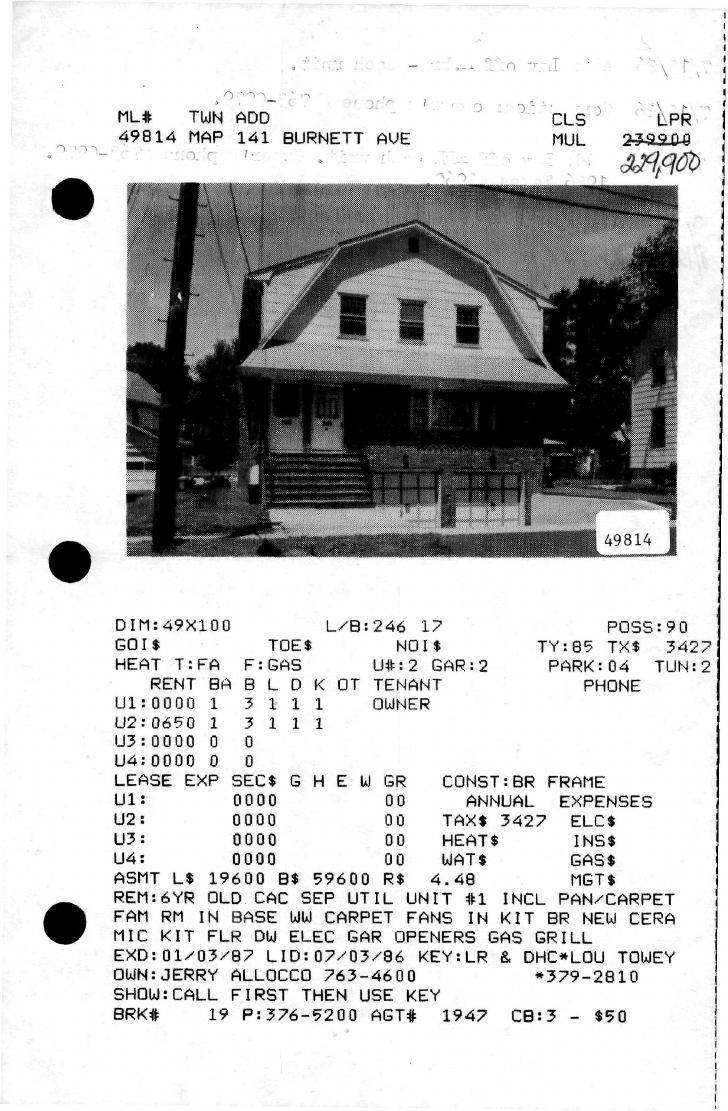 ML# TWN ADD CLS LPR
49814 MAP 141 BURNETT AVE MUL 239900
229,900
49814
DIM:49X100 L/B:246 17 POSS:90
GOI$ TOE$ NOI$ TY:85 TX$ 3427
HEAT T:FA F:GAS U#:2 GAR:2 PARK:04 TUN:2
RENT BA B L D K OT TENANT PHONE
U1:0000 1 3 1 1 1 OWNER
U2:0650 1 3 1 1 1
U3:0000 0 0
U4:0000 0 0
LEASE EXP SEC$ G H E W GR CONST:BR FRAME
U1: 0000 00 ANNUAL EXPENSES
U2: 0000 00 TAX$ 3427 ELC$
U3: 0000 00 HEAT$ INS$
U4: 0000 00 WAT$ GAS$
ASMT L$ 19600 B$ 59600 R$ 4.48 MGT$
REM:6YR OLD CAC SEP UTIL UNIT #1 INCL PAN/CARPET
FAM RM IN BASE WW CARPET FANS IN KIT BR NEW CERA
MIC KIT FLR DW ELEC GAR OPENERS GAS GRILL
EXD:01/03/87 LID:07/03/86 KEY:LR & DHC*LOU TOWEY
OWN:JERRY ALLOCCO 763-4600 *379-2810
SHOW:CALL FIRST THEN USE KEY
BRK# 19 P:376-5200 AGT# 1947 CB:3 - $50